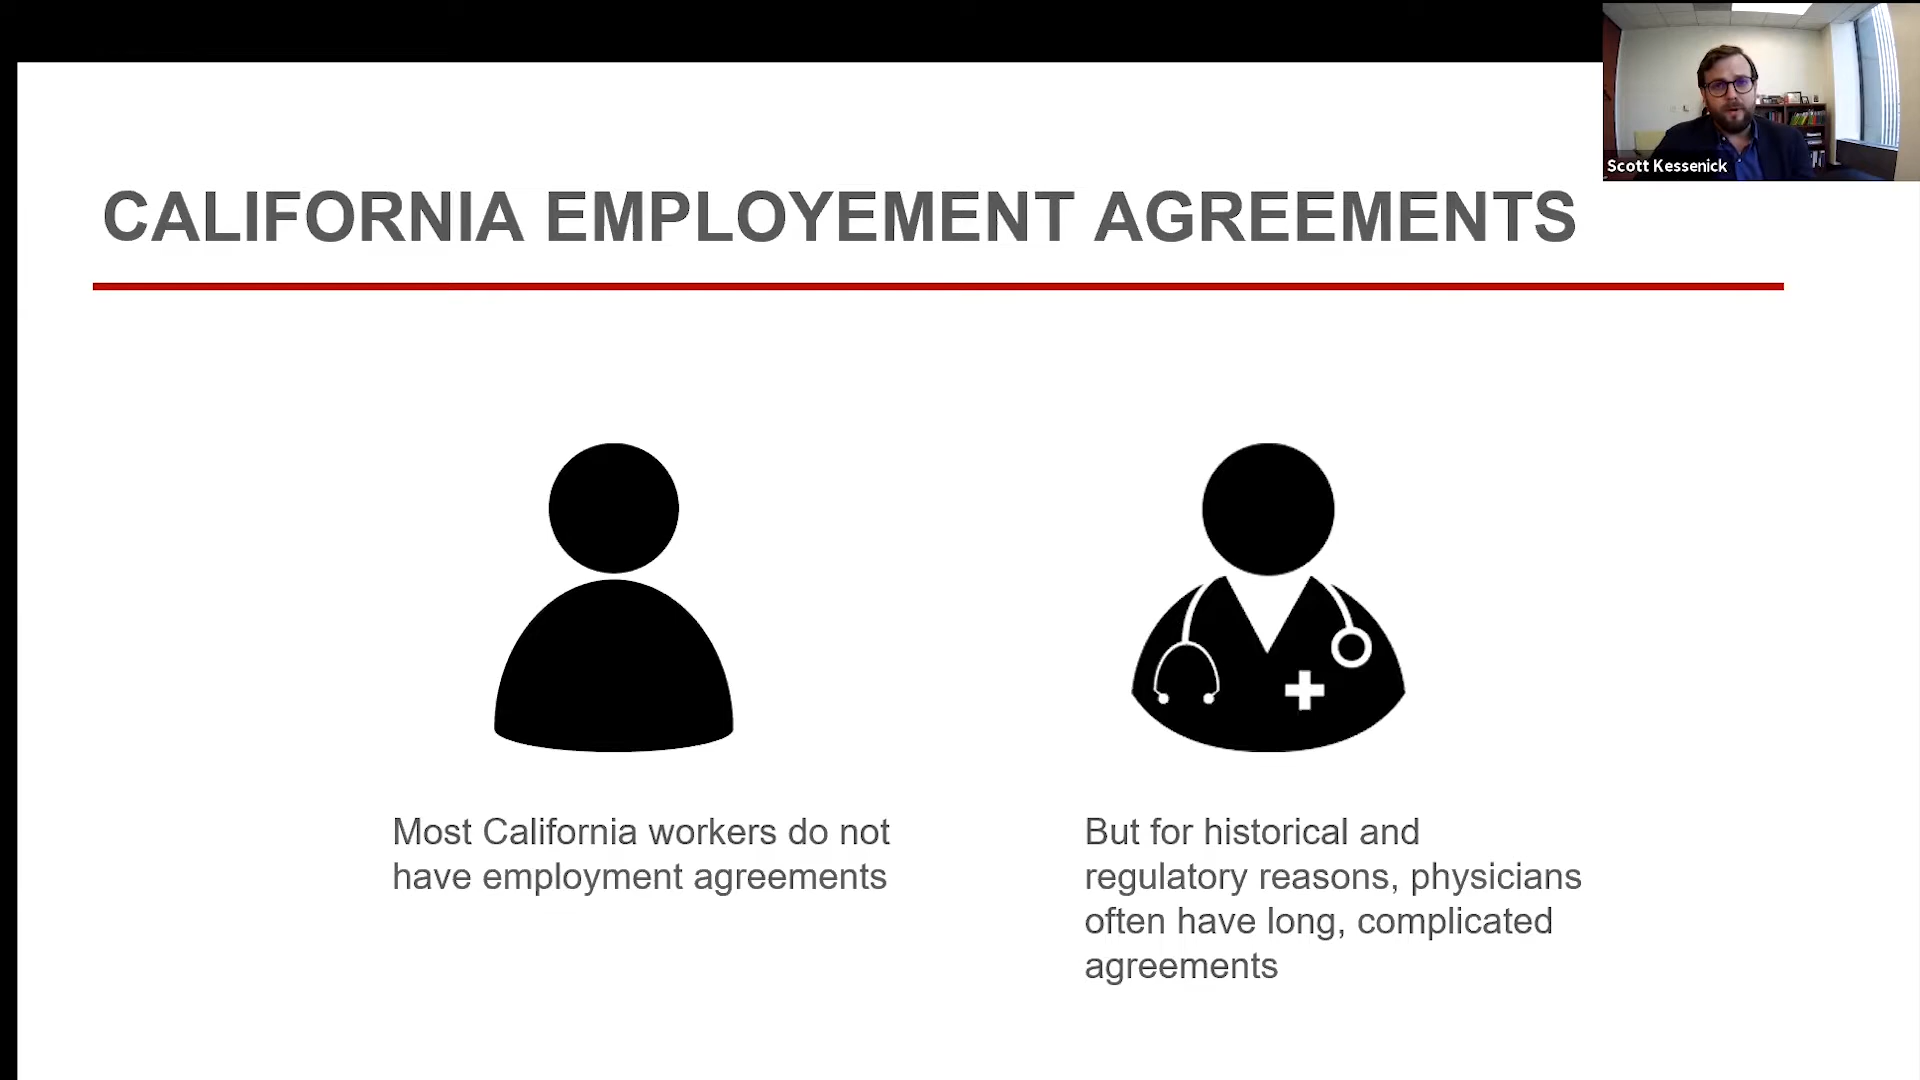 Scott Kessenick
CALIFORNIA EMPLOYEMENT AGREEMENTS
Most California workers do not
have employment agreements
But for historical and
regulatory reasons, physicians
often have long, complicated
agreements